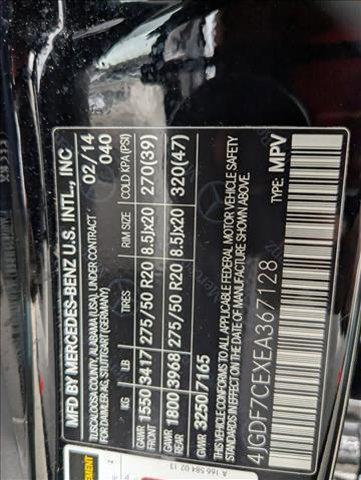 MFD BY MERCEDES-BENZ U.S. INTL., INC
TUSCALOOSA COUNTY, ALABAMA (USA), UNDER CONTRACT 02/14
FOR DAIMLER AG, STUTTGART (GERMANY) 040
KG LB TIRES RIM SIZE COLD KPA (PSI)
GAWR FRONT 1550 3417 275/50 R20 8.5Jx20 270(39)
GAWR REAR 1800 3968 275/50 R20 8.5Jx20 320(47)
GVWR 3250/7165
THIS VEHICLE CONFORMS TO ALL APPLICABLE FEDERAL MOTOR VEHICLE SAFETY
STANDARDS IN EFFECT ON THE DATE OF MANUFACTURE SHOWN ABOVE.
4JGDF7CEXEA367128 TYPE: MPV
A 166 584 02 13